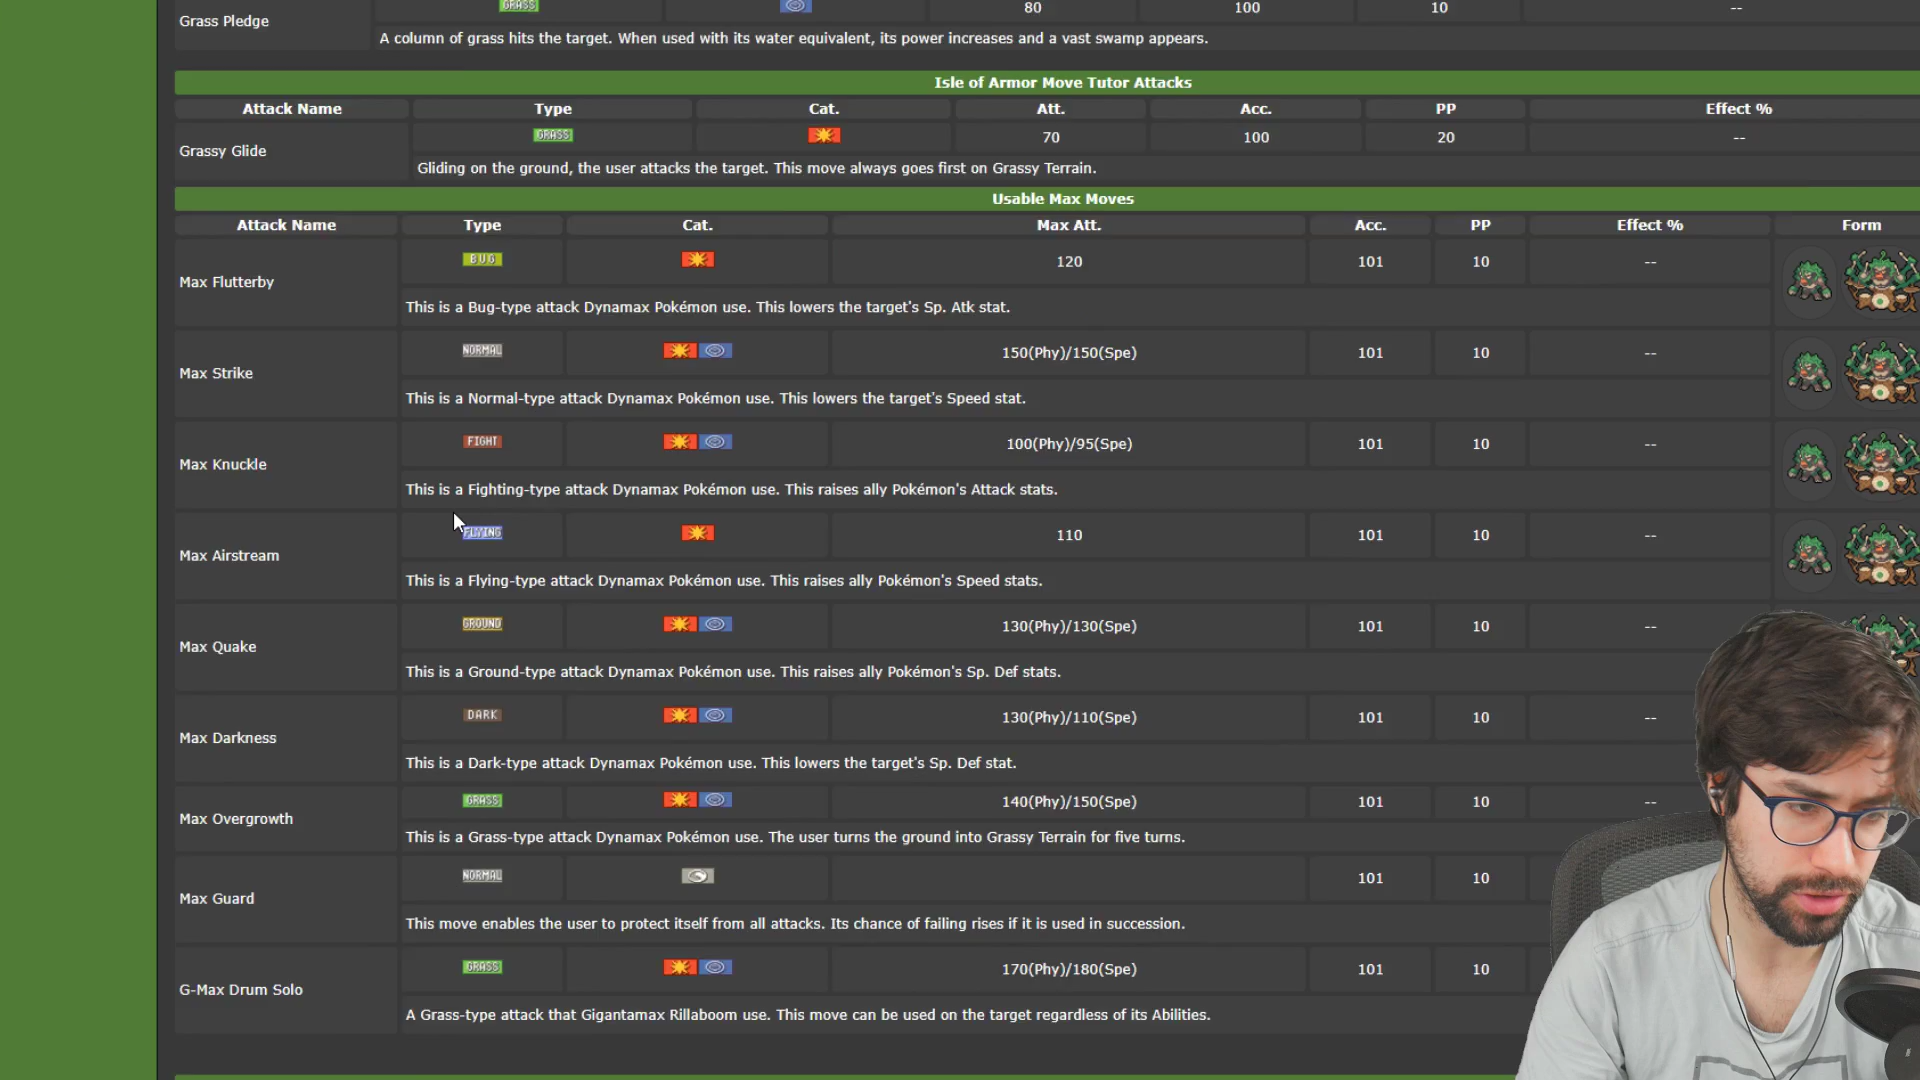 Grass Pledge GRASS 80 100 10 --
A column of grass hits the target. When used with its water equivalent, its power increases and a vast swamp appears.
Isle of Armor Move Tutor Attacks
Attack Name Type Cat. Att. Acc. PP Effect %
Grassy Glide GRASS 70 100 20 --
Gliding on the ground, the user attacks the target. This move always goes first on Grassy Terrain.
Usable Max Moves
Attack Name Type Cat. Max Att. Acc. PP Effect % Form
Max Flutterby BUG 120 101 10 --
This is a Bug-type attack Dynamax Pokémon use. This lowers the target's Sp. Atk stat.
Max Strike NORMAL 150(Phy)/150(Spe) 101 10 --
This is a Normal-type attack Dynamax Pokémon use. This lowers the target's Speed stat.
Max Knuckle FIGHT 100(Phy)/95(Spe) 101 10 --
This is a Fighting-type attack Dynamax Pokémon use. This raises ally Pokémon's Attack stats.
Max Airstream FLYING 110 101 10 --
This is a Flying-type attack Dynamax Pokémon use. This raises ally Pokémon's Speed stats.
Max Quake GROUND 130(Phy)/130(Spe) 101 10 --
This is a Ground-type attack Dynamax Pokémon use. This raises ally Pokémon's Sp. Def stats.
Max Darkness DARK 130(Phy)/110(Spe) 101 10 --
This is a Dark-type attack Dynamax Pokémon use. This lowers the target's Sp. Def stat.
Max Overgrowth GRASS 140(Phy)/150(Spe) 101 10 --
This is a Grass-type attack Dynamax Pokémon use. The user turns the ground into Grassy Terrain for five turns.
Max Guard NORMAL 101 10
This move enables the user to protect itself from all attacks. Its chance of failing rises if it is used in succession.
G-Max Drum Solo GRASS 170(Phy)/180(Spe) 101 10
A Grass-type attack that Gigantamax Rillaboom use. This move can be used on the target regardless of its Abilities.